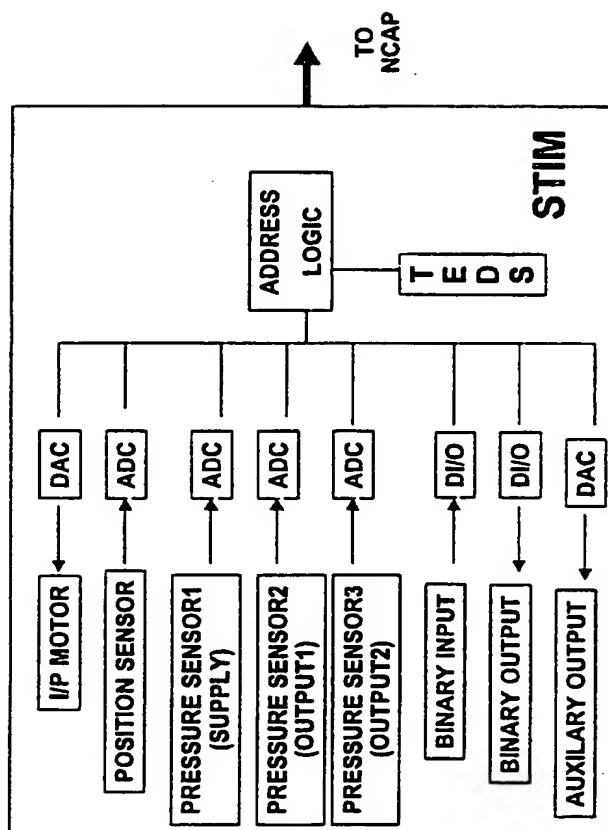 I/P MOTOR
DAC
POSITION SENSOR
ADC
PRESSURE SENSOR1
(SUPPLY)
ADC
PRESSURE SENSOR2
(OUTPUT1)
ADC
PRESSURE SENSOR3
(OUTPUT2)
ADC
BINARY INPUT
DI/O
BINARY OUTPUT
DI/O
AUXILARY OUTPUT
DAC
ADDRESS
LOGIC
T
E
D
S
STIM
TO
NCAP